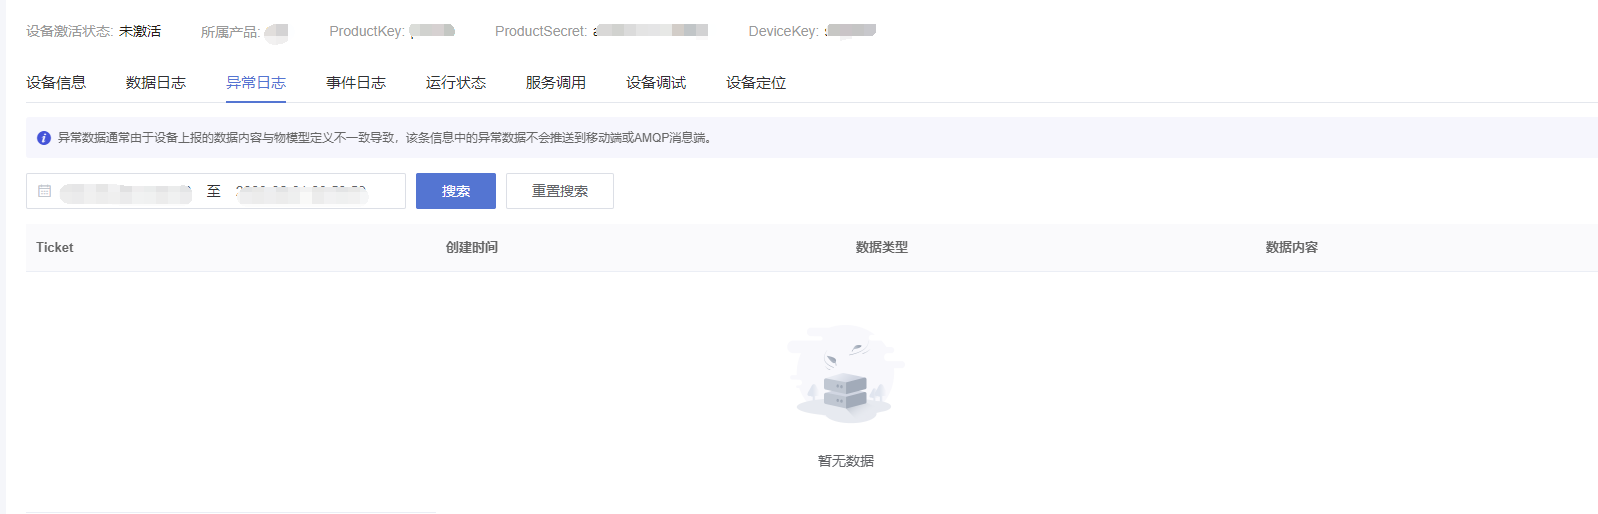 设备激活状态: 未激活 所属产品: ProductKey: ProductSecret: DeviceKey:
设备信息 数据日志 异常日志 事件日志 运行状态 服务调用 设备调试 设备定位
异常数据通常由于设备上报的数据内容与物模型定义不一致导致，该条信息中的异常数据不会推送到移动端或AMQP消息端。
至 搜索 重置搜索
Ticket 创建时间 数据类型 数据内容
暂无数据